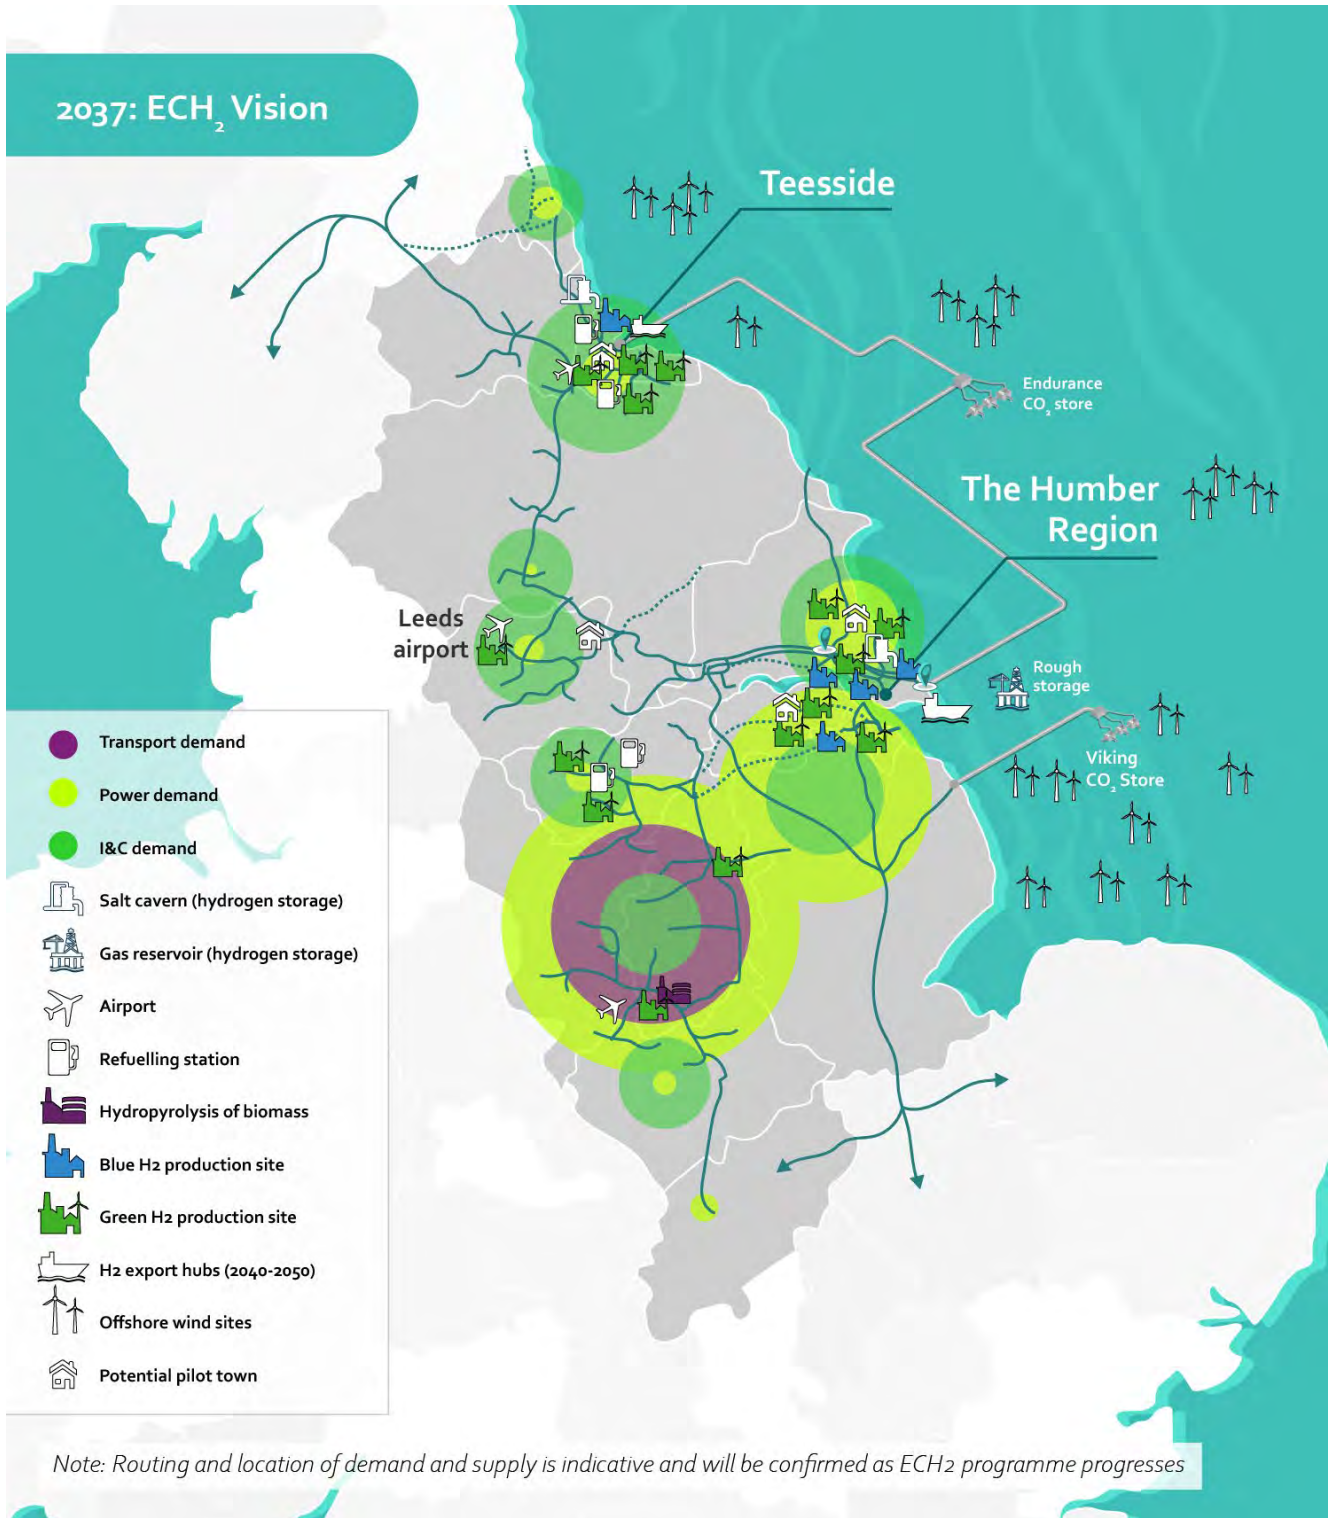 2037: ECH₂ Vision
Teesside
Endurance
CO₂ store
The Humber
Region
Leeds
airport
Rough
storage
Viking
CO₂ Store
Transport demand
Power demand
I&C demand
Salt cavern (hydrogen storage)
Gas reservoir (hydrogen storage)
Airport
Refuelling station
Hydropyrolysis of biomass
Blue H2 production site
Green H2 production site
H2 export hubs (2040-2050)
Offshore wind sites
Potential pilot town
Note: Routing and location of demand and supply is indicative and will be confirmed as ECH2 programme progresses